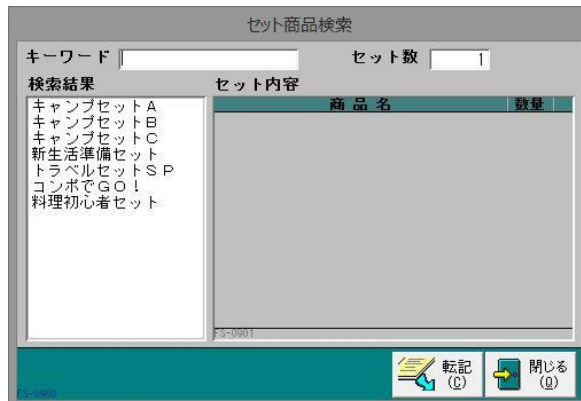 セット商品検索
キーワード セット数 1
検索結果 セット内容
商品名 数量
キャンプセットA
キャンプセットB
キャンプセットC
新生活準備セット
トラベルセットSP
コンポでGO!
料理初心者セット
FS-0901
転記 (C) 閉じる (Q)
FS-0900